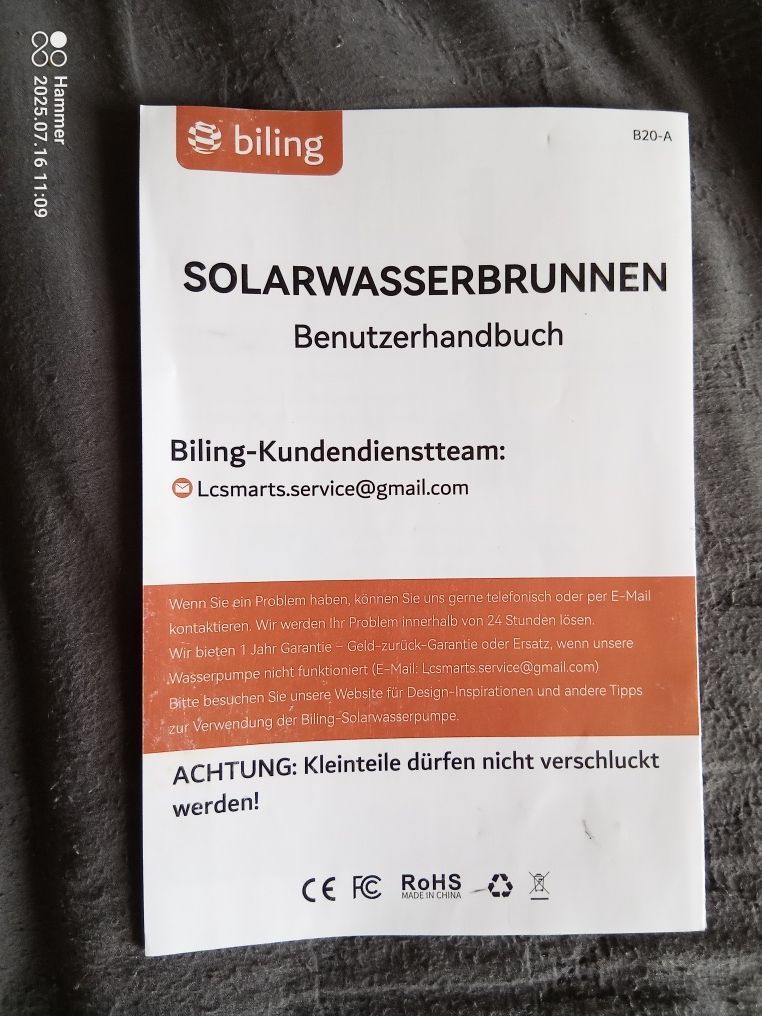 Hammer
2025.07.16 11:09
biling
B20-A
SOLARWASSERBRUNNEN
Benutzerhandbuch
Biling-Kundendienstteam:
Lcsmarts.service@gmail.com
Wenn Sie ein Problem haben, können Sie uns gerne telefonisch oder per E-Mail
kontaktieren. Wir werden Ihr Problem innerhalb von 24 Stunden lösen.
Wir bieten 1 Jahr Garantie - Geld-zurück-Garantie oder Ersatz, wenn unsere
Wasserpumpe nicht funktioniert (E-Mail: Lcsmarts.service@gmail.com)
Bitte besuchen Sie unsere Website für Design-Inspirationen und andere Tipps
zur Verwendung der Biling-Solarwasserpumpe.
ACHTUNG: Kleinteile dürfen nicht verschluckt
werden!
CE FC RoHS
MADE IN CHINA